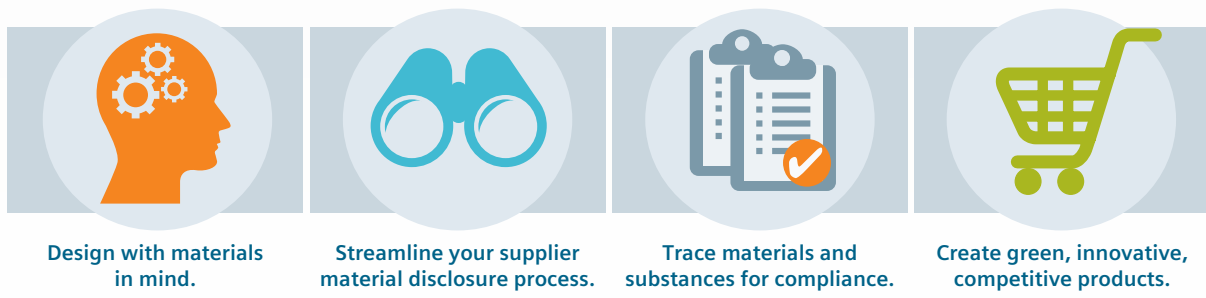 Design with materials
in mind.
Streamline your supplier
material disclosure process.
Trace materials and
substances for compliance.
Create green, innovative,
competitive products.